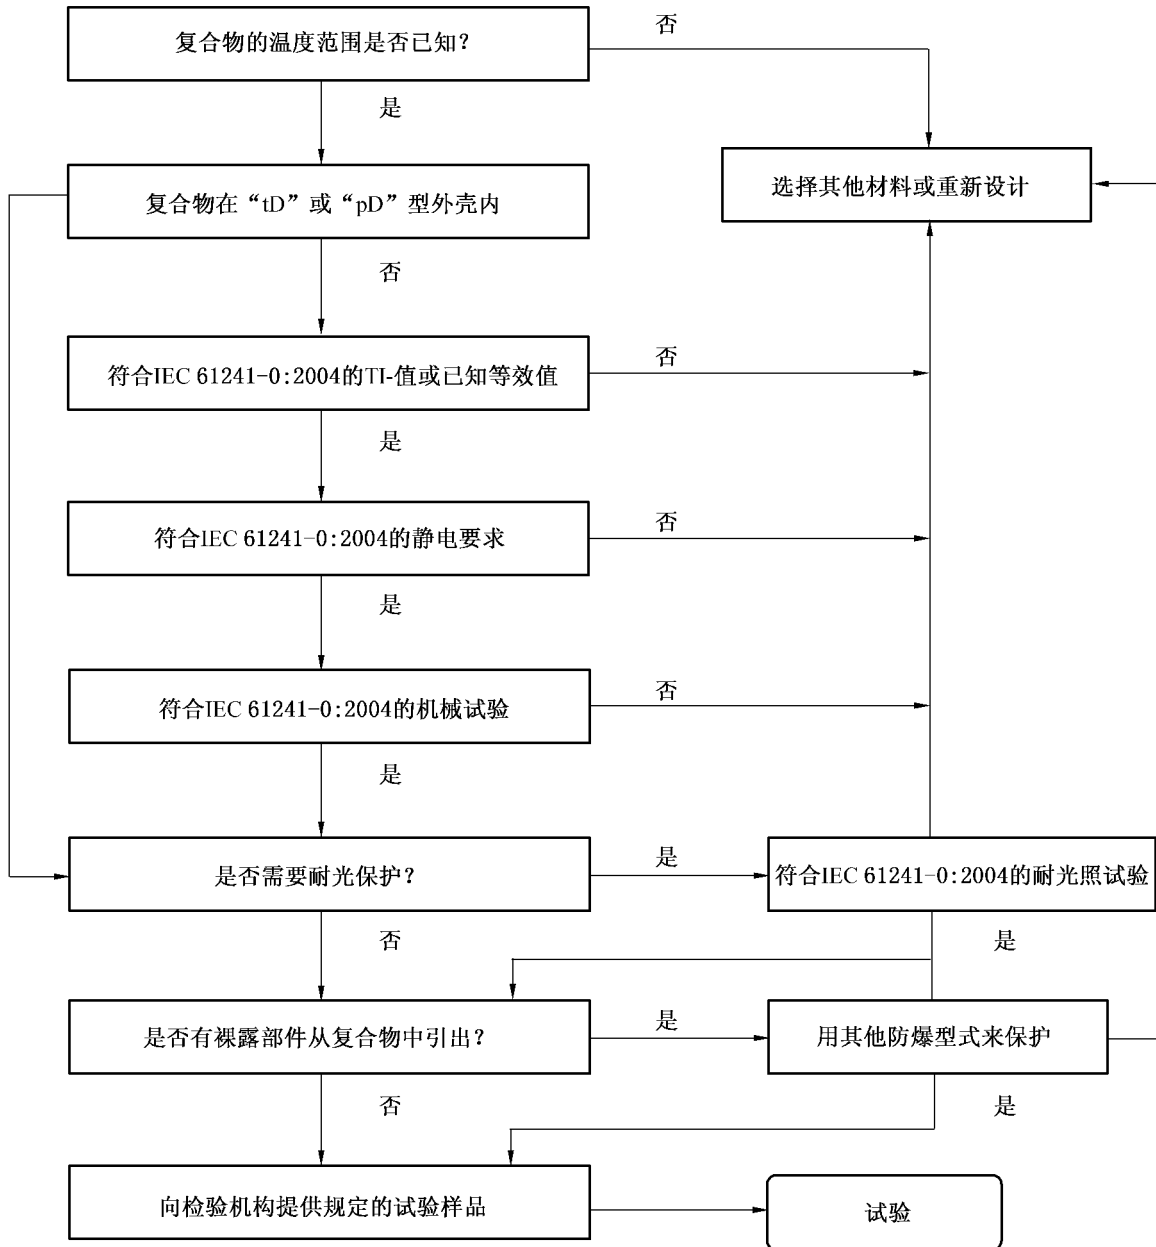 复合物的温度范围是否已知?
否
是
选择其他材料或重新设计
复合物在“tD”或“pD”型外壳内
否
符合IEC 61241-0:2004的TI-值或已知等效值
否
是
符合IEC 61241-0:2004的静电要求
否
是
符合IEC 61241-0:2004的机械试验
否
是
是否需要耐光保护?
是
符合IEC 61241-0:2004的耐光照试验
否
是
是否有裸露部件从复合物中引出?
是
用其他防爆型式来保护
否
是
向检验机构提供规定的试验样品
试验